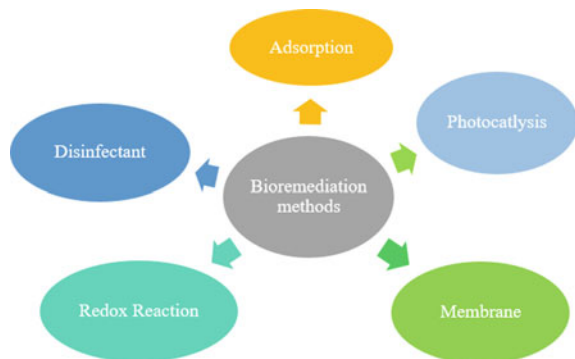 Adsorption
Photocatlysis
Disinfectant
Bioremediation
methods
Redox Reaction
Membrane